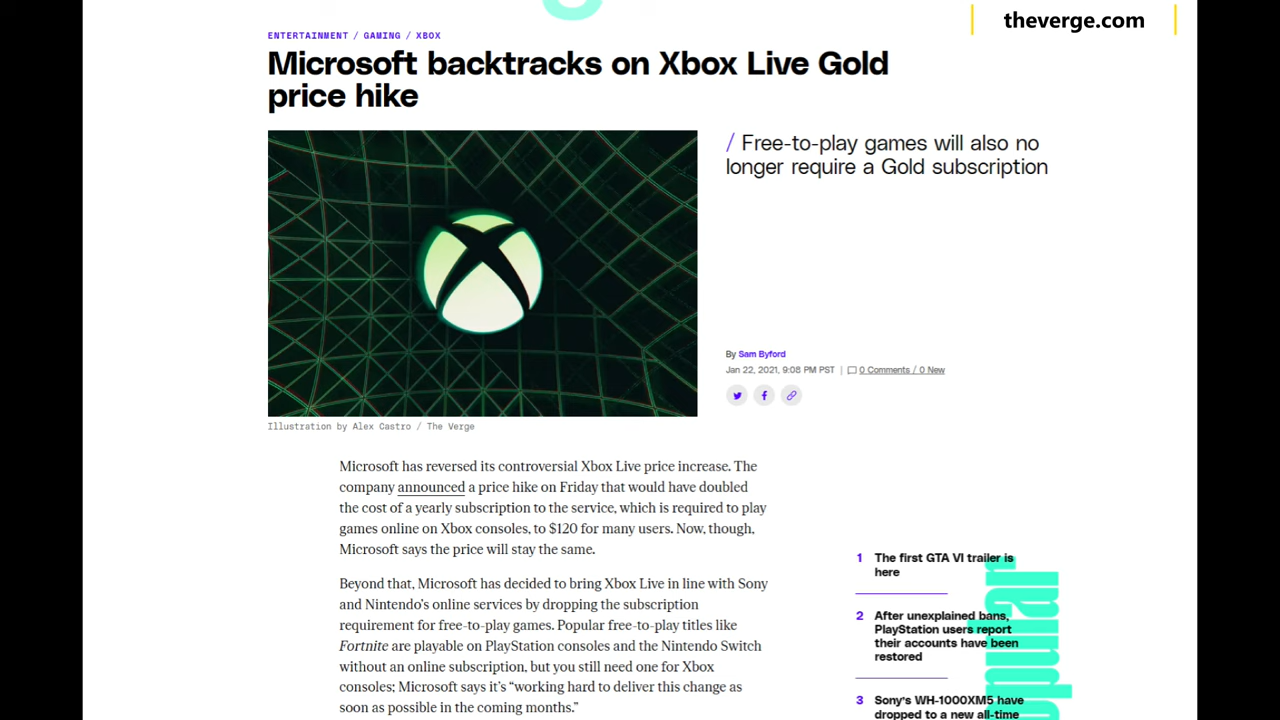 theverge.com
ENTERTAINMENT / GAMING / XBOX
Microsoft backtracks on Xbox Live Gold
price hike
/ Free-to-play games will also no
longer require a Gold subscription
By Sam Byford
Jan 22, 2021, 9:08 PM PST | 0 Comments / 0 New
Illustration by Alex Castro / The Verge
Microsoft has reversed its controversial Xbox Live price increase. The
company announced a price hike on Friday that would have doubled
the cost of a yearly subscription to the service, which is required to play
games online on Xbox consoles, to $120 for many users. Now, though,
Microsoft says the price will stay the same.
Beyond that, Microsoft has decided to bring Xbox Live in line with Sony
and Nintendo's online services by dropping the subscription
requirement for free-to-play games. Popular free-to-play titles like
Fortnite are playable on PlayStation consoles and the Nintendo Switch
without an online subscription, but you still need one for Xbox
consoles; Microsoft says it's “working hard to deliver this change as
soon as possible in the coming months.”
1 The first GTA VI trailer is
here
2 After unexplained bans,
PlayStation users report
their accounts have been
restored
3 Sony's WH-1000XM5 have
dropped to a new all-time